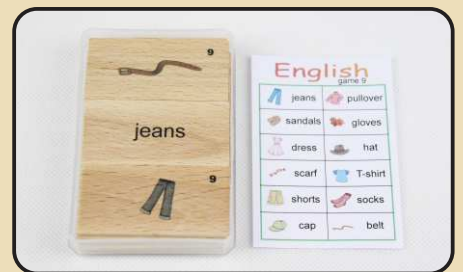 9
jeans
9
English
game 9
jeans pullover
sandals gloves
dress hat
scarf T-shirt
shorts socks
cap belt